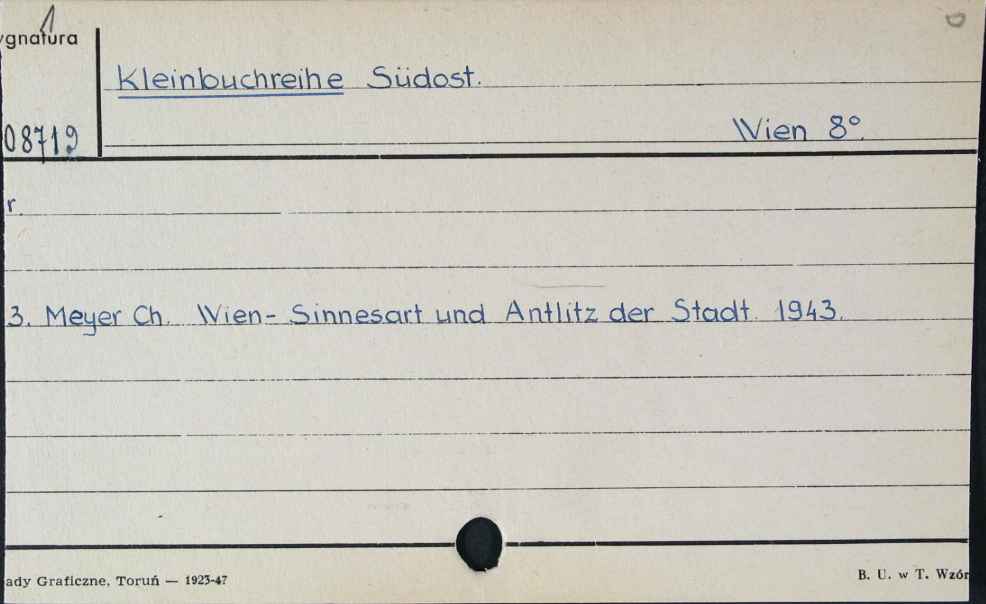 ygnatura
Kleinbuchreihe Südost.
08719
Wien 8°.
r.
3. Meyer Ch. Wien - Sinnesart und Antlitz der Stadt. 1943.
ady Graficzne, Toruń — 1923-47
B. U. w T. Wzór